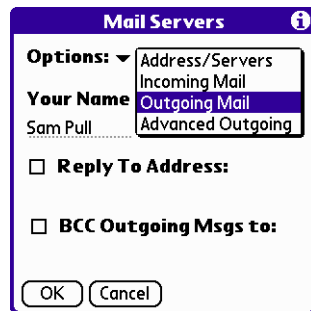 Mail Servers
Options:
Address/Servers
Incoming Mail
Outgoing Mail
Advanced Outgoing
Your Name
Sam Pull
Reply To Address:
BCC Outgoing Msgs to:
OK Cancel